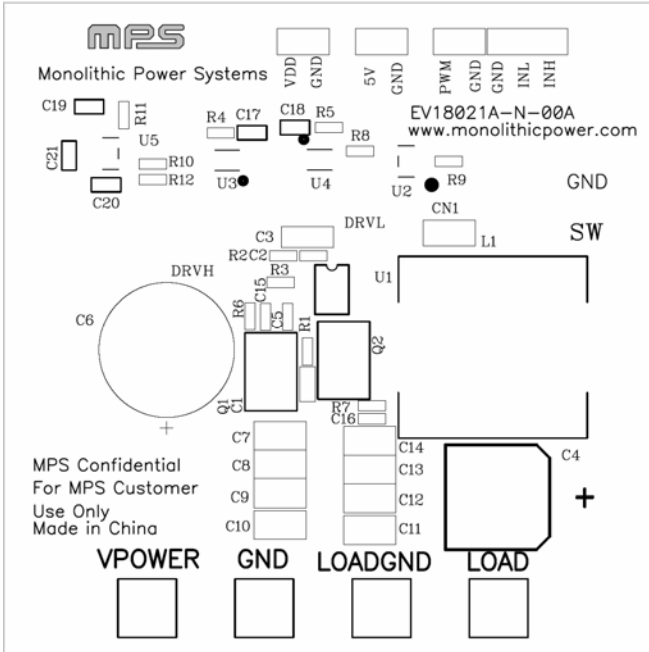 MPS
Monolithic Power Systems
VDD
GND
5V
GND
PWM
GND
GND
INL
INH
EV18021A-N-00A
www.monolithicpower.com
C19
R11
R4
C17
C18
R5
U5
R8
C21
R10
R12
U3
U4
U2
R9
C20
GND
CN1
DRVL
C3
L1
SW
R2
C2
DRVH
R3
U1
C6
R6
C15
C5
R1
Q2
Q1
C1
R7
C16
C7
C14
C8
C13
C4
C9
C12
C10
C11
+
+
MPS Confidential
For MPS Customer
Use Only
Made in China
VPOWER
GND
LOADGND
LOAD